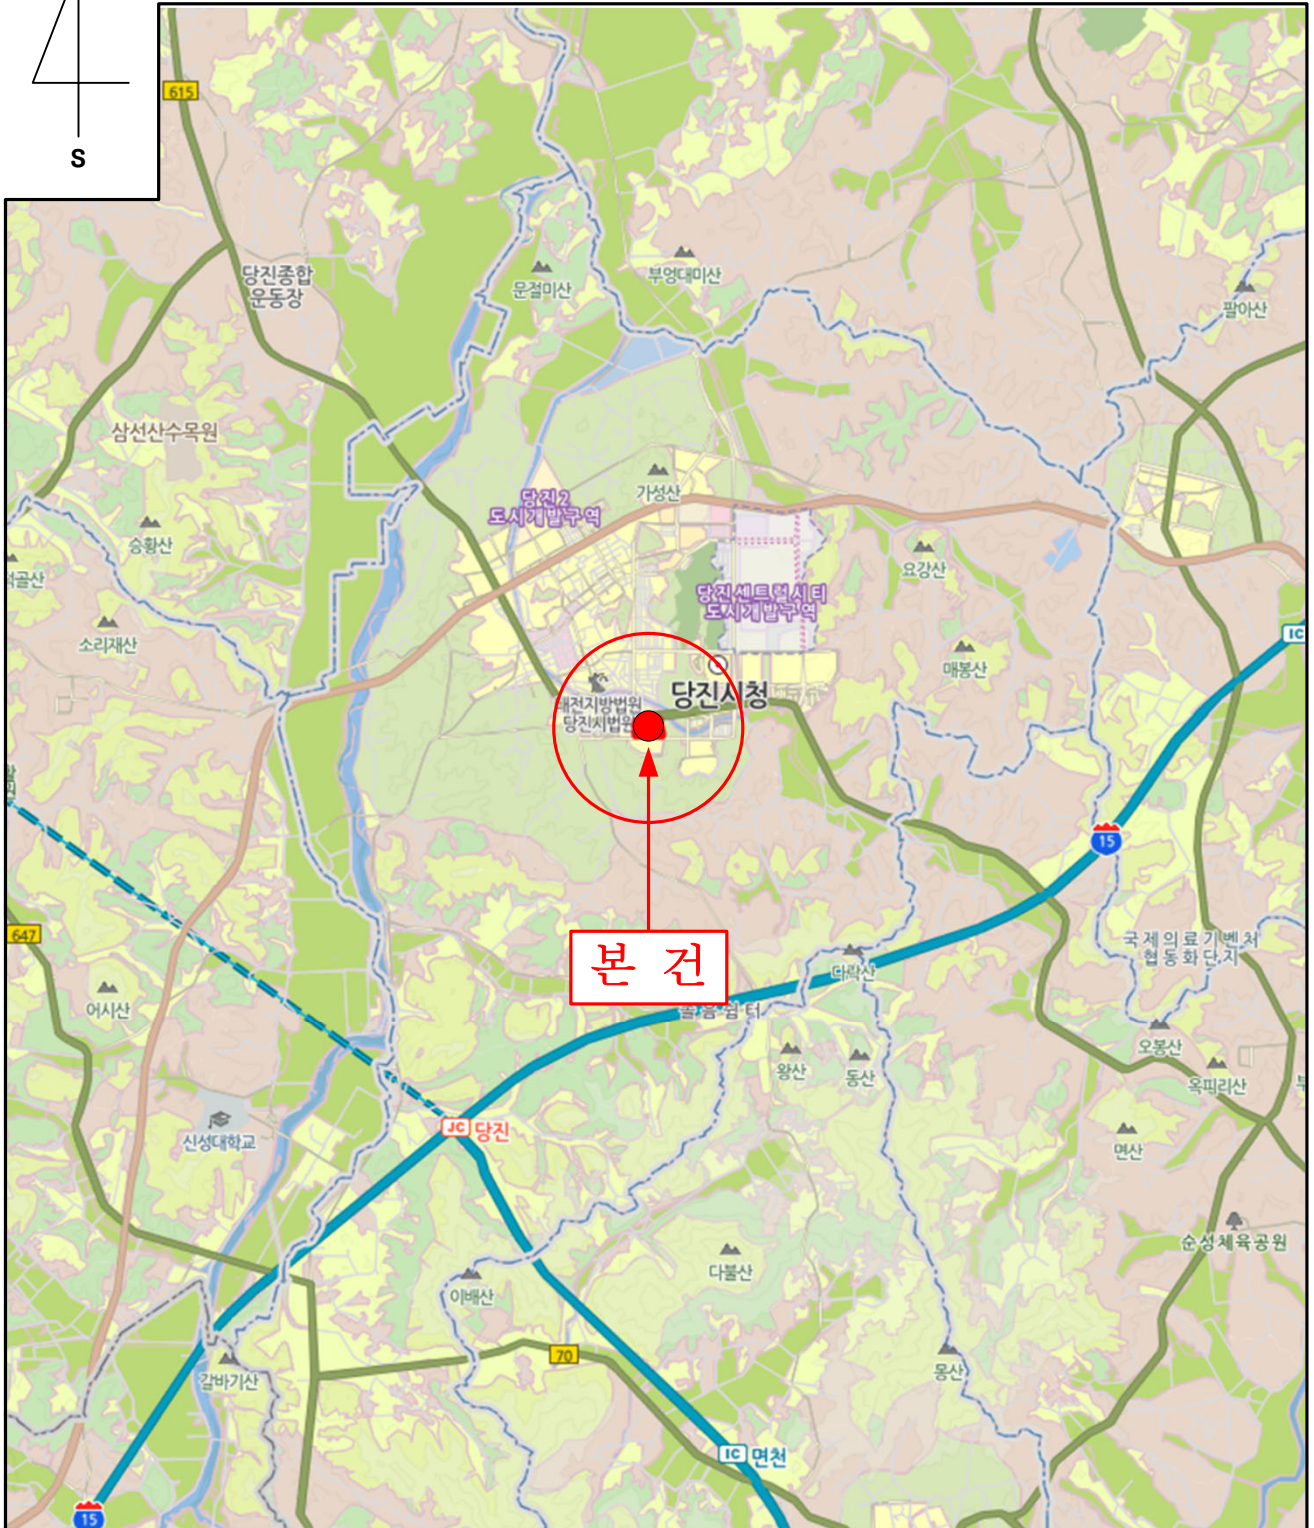 S
615
당진종합
운동장
문절미산
부엉대미산
팔아산
삼선산수목원
가성산
당진2
도시개발구역
승황산
요강산
당진센트럴시티
도시개발구역
소리재산
매봉산
IC
당진시청
대전지방법원
당진시법원
15
647
본 건
국제의료기벤처
협동화단지
다락산
어시산
졸음쉼터
오봉산
왕산
동산
옥피리산
신성대학교
JC 당진
면산
순성체육공원
다불산
이배산
70
몽산
갈바기산
IC 면천
15